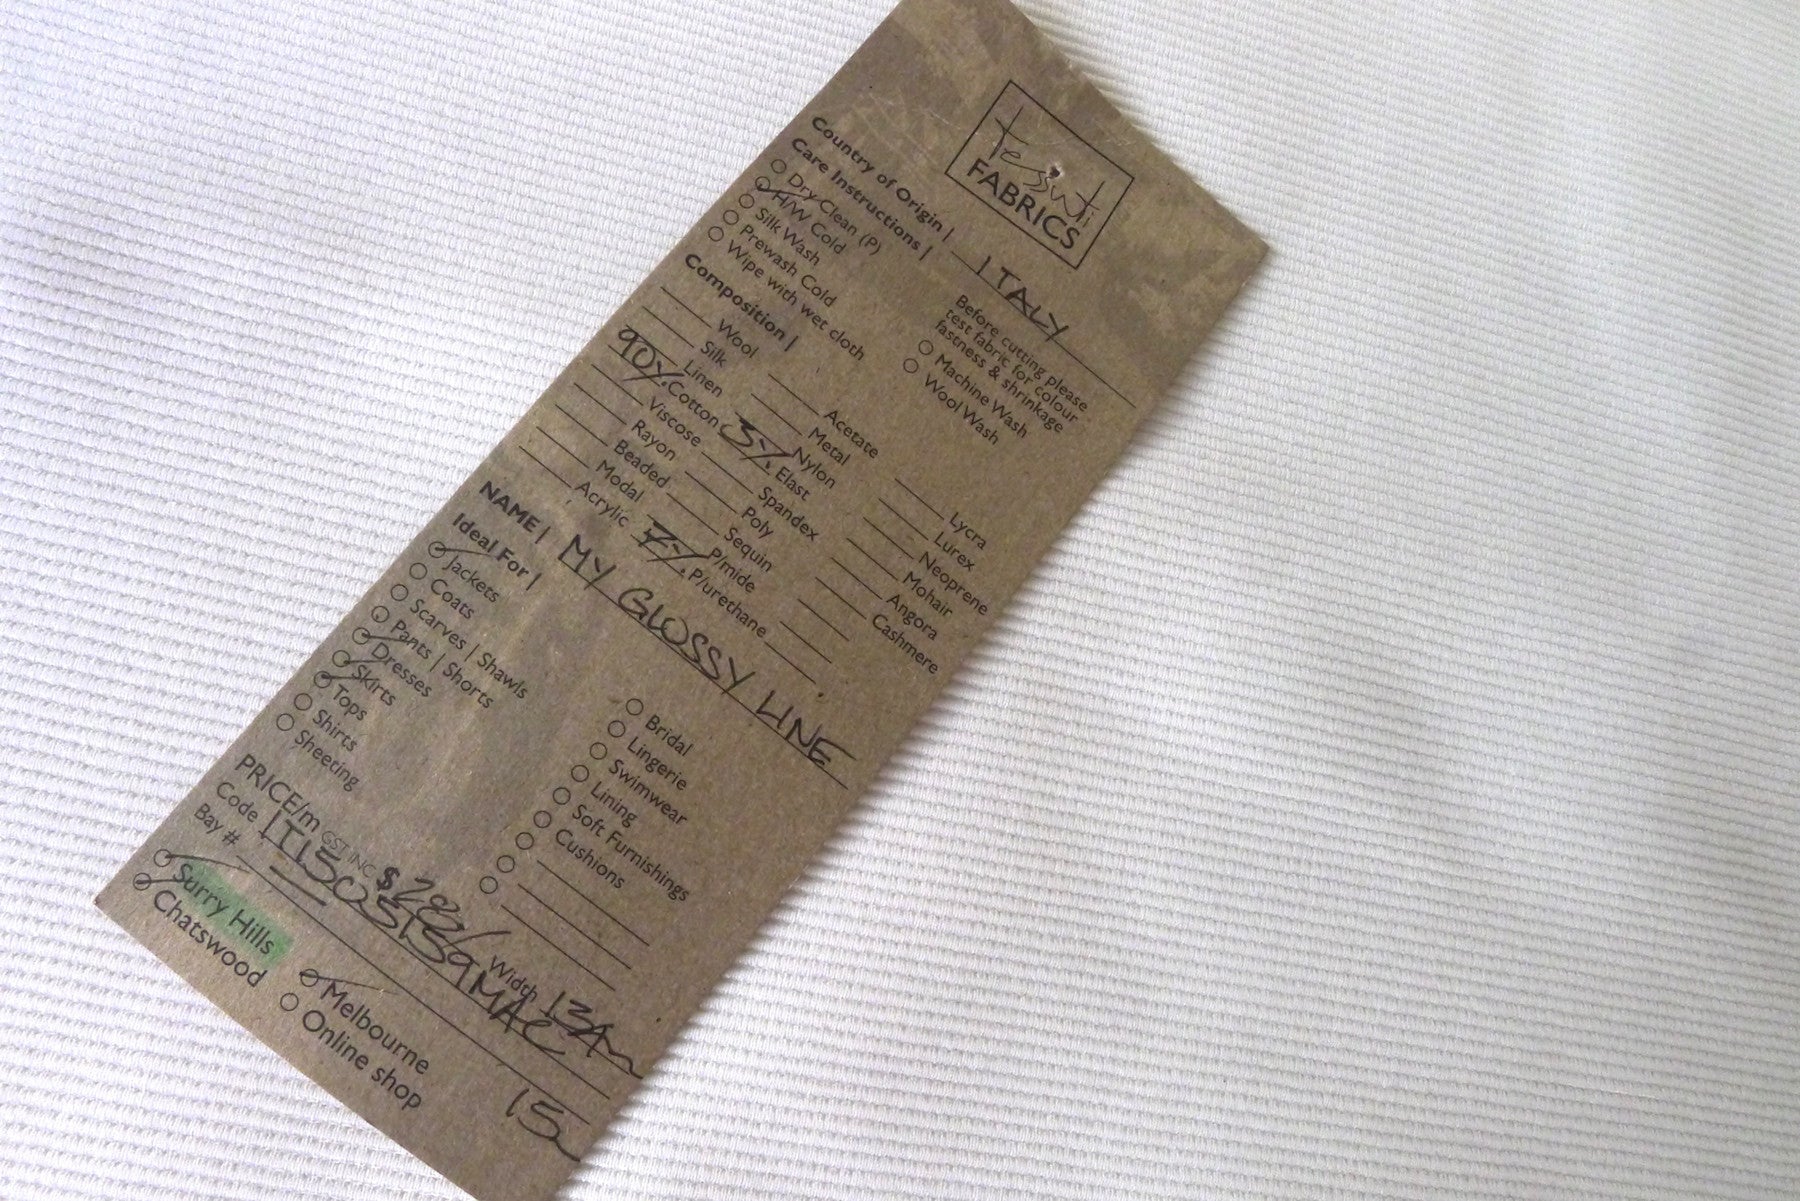 tessuti
FABRICS
Country of Origin | ITALY
Care Instructions |
Dry Clean (P)
H/W Cold
Silk Wash
Prewash Cold
Wipe with wet cloth
Before cutting please
test fabric for colour
fastness & shrinkage
Machine Wash
Wool Wash
Composition |
Wool
Silk
Linen
90% Cotton
Viscose
Rayon
Beaded
Modal
Acrylic
Acetate
Metal
Nylon
3% Elast
Spandex
Poly
Sequin
P/mide
7% P/urethane
Lycra
Lurex
Neoprene
Mohair
Angora
Cashmere
NAME | MY GLOSSY LINE
Ideal For |
Jackets
Coats
Scarves | Shawls
Pants | Shorts
Dresses
Skirts
Tops
Shirts
Sheeting
Bridal
Lingerie
Swimwear
Lining
Soft Furnishings
Cushions
PRICE/m GST INC $ Width
Code
Bay #
15m
Surry Hills
Chatswood
Melbourne
Online shop